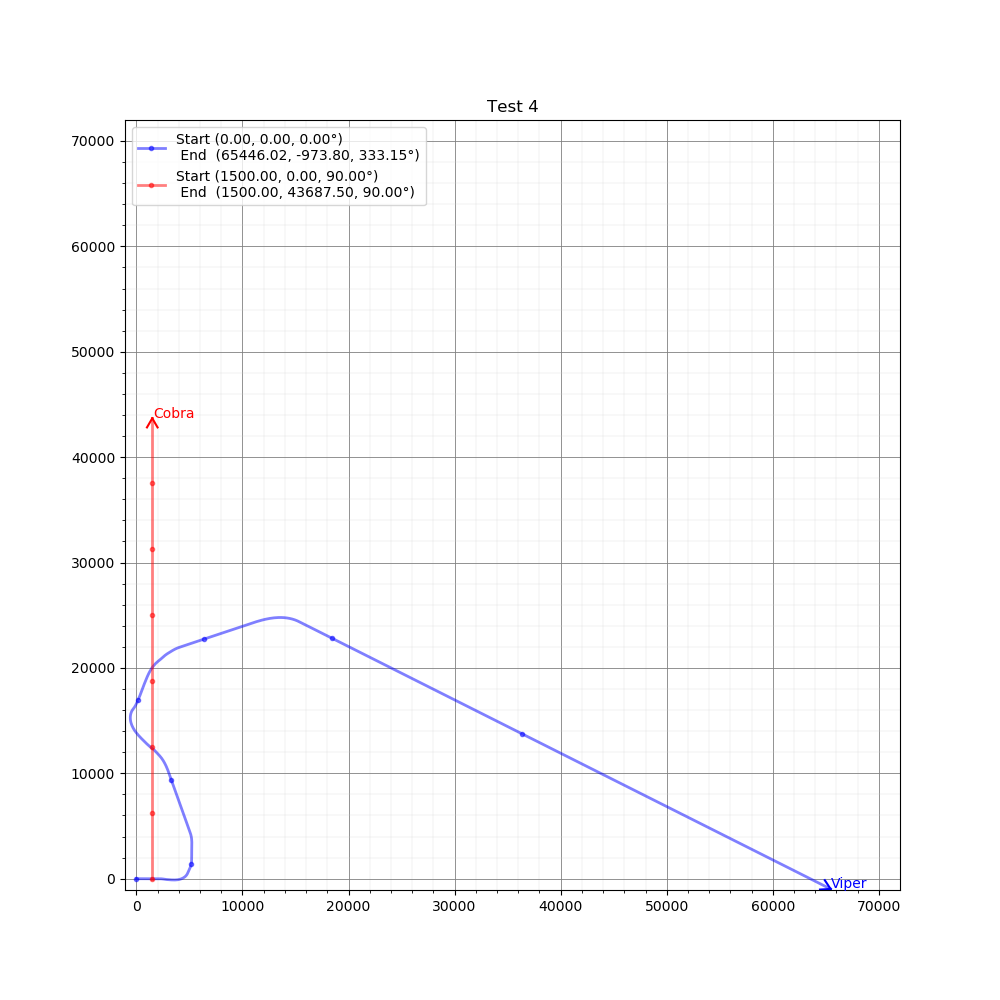 Test 4
Start (0.00, 0.00, 0.00°)
End  (65446.02, -973.80, 333.15°)
Start (1500.00, 0.00, 90.00°)
End  (1500.00, 43687.50, 90.00°)
70000
60000
50000
Cobra
40000
30000
20000
10000
0
Viper
0 10000 20000 30000 40000 50000 60000 70000